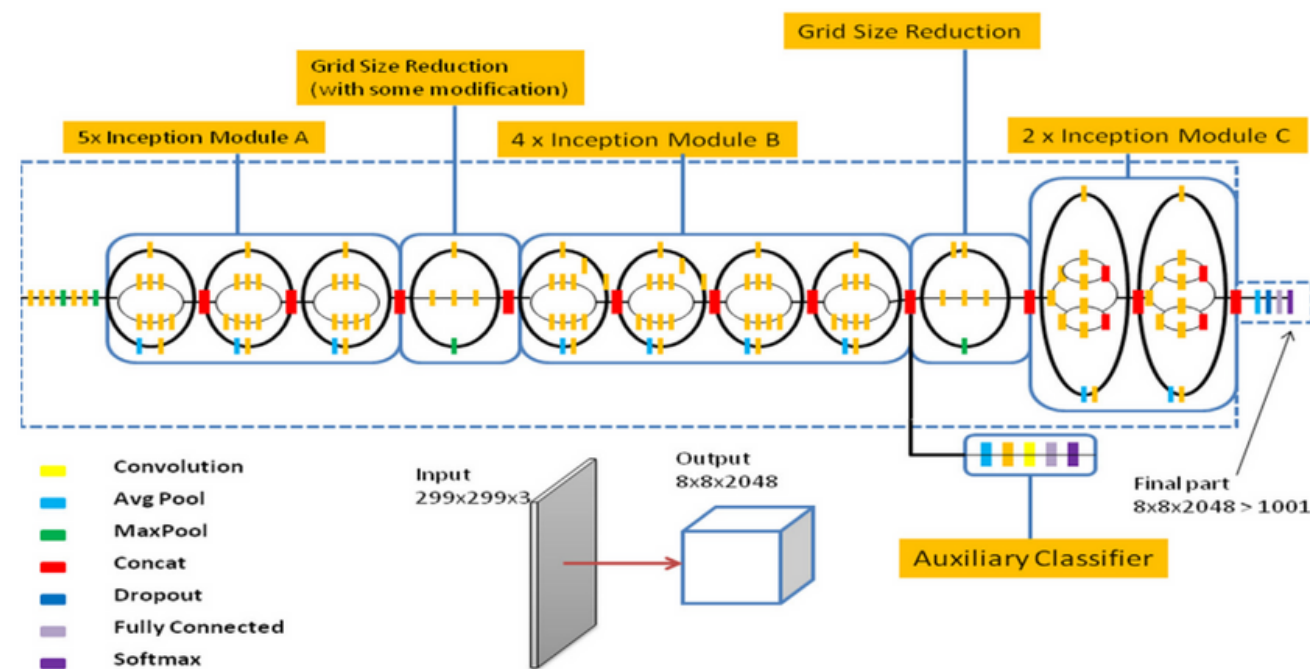 Grid Size Reduction
Grid Size Reduction
(with some modification)
5x Inception Module A
4 x Inception Module B
2 x Inception Module C
Convolution
Avg Pool
MaxPool
Concat
Dropout
Fully Connected
Softmax
Input
299x299x3
Output
8x8x2048
Final part
8x8x2048 > 1001
Auxiliary Classifier